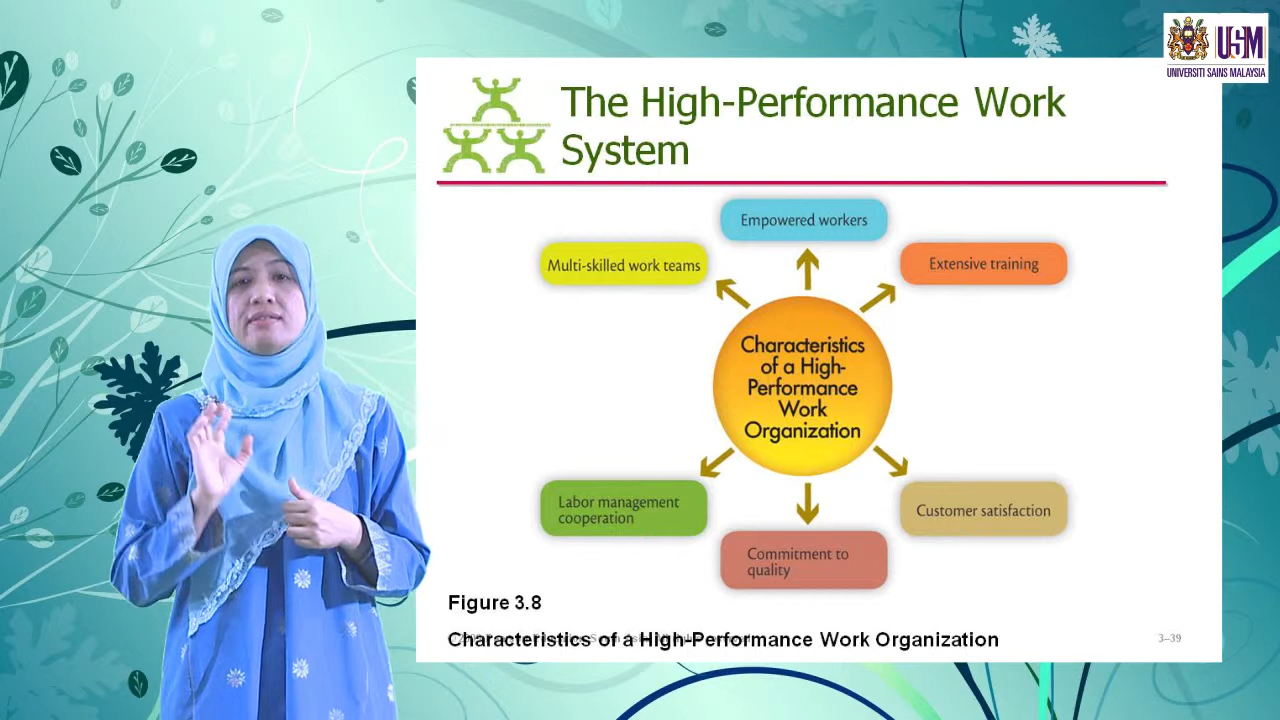 USM
UNIVERSITI SAINS MALAYSIA
The High-Performance Work
System
Empowered workers
Multi-skilled work teams
Extensive training
Characteristics
of a High-
Performance
Work
Organization
Labor management
cooperation
Customer satisfaction
Commitment to
quality
Figure 3.8
Characteristics of a High-Performance Work Organization
3–39